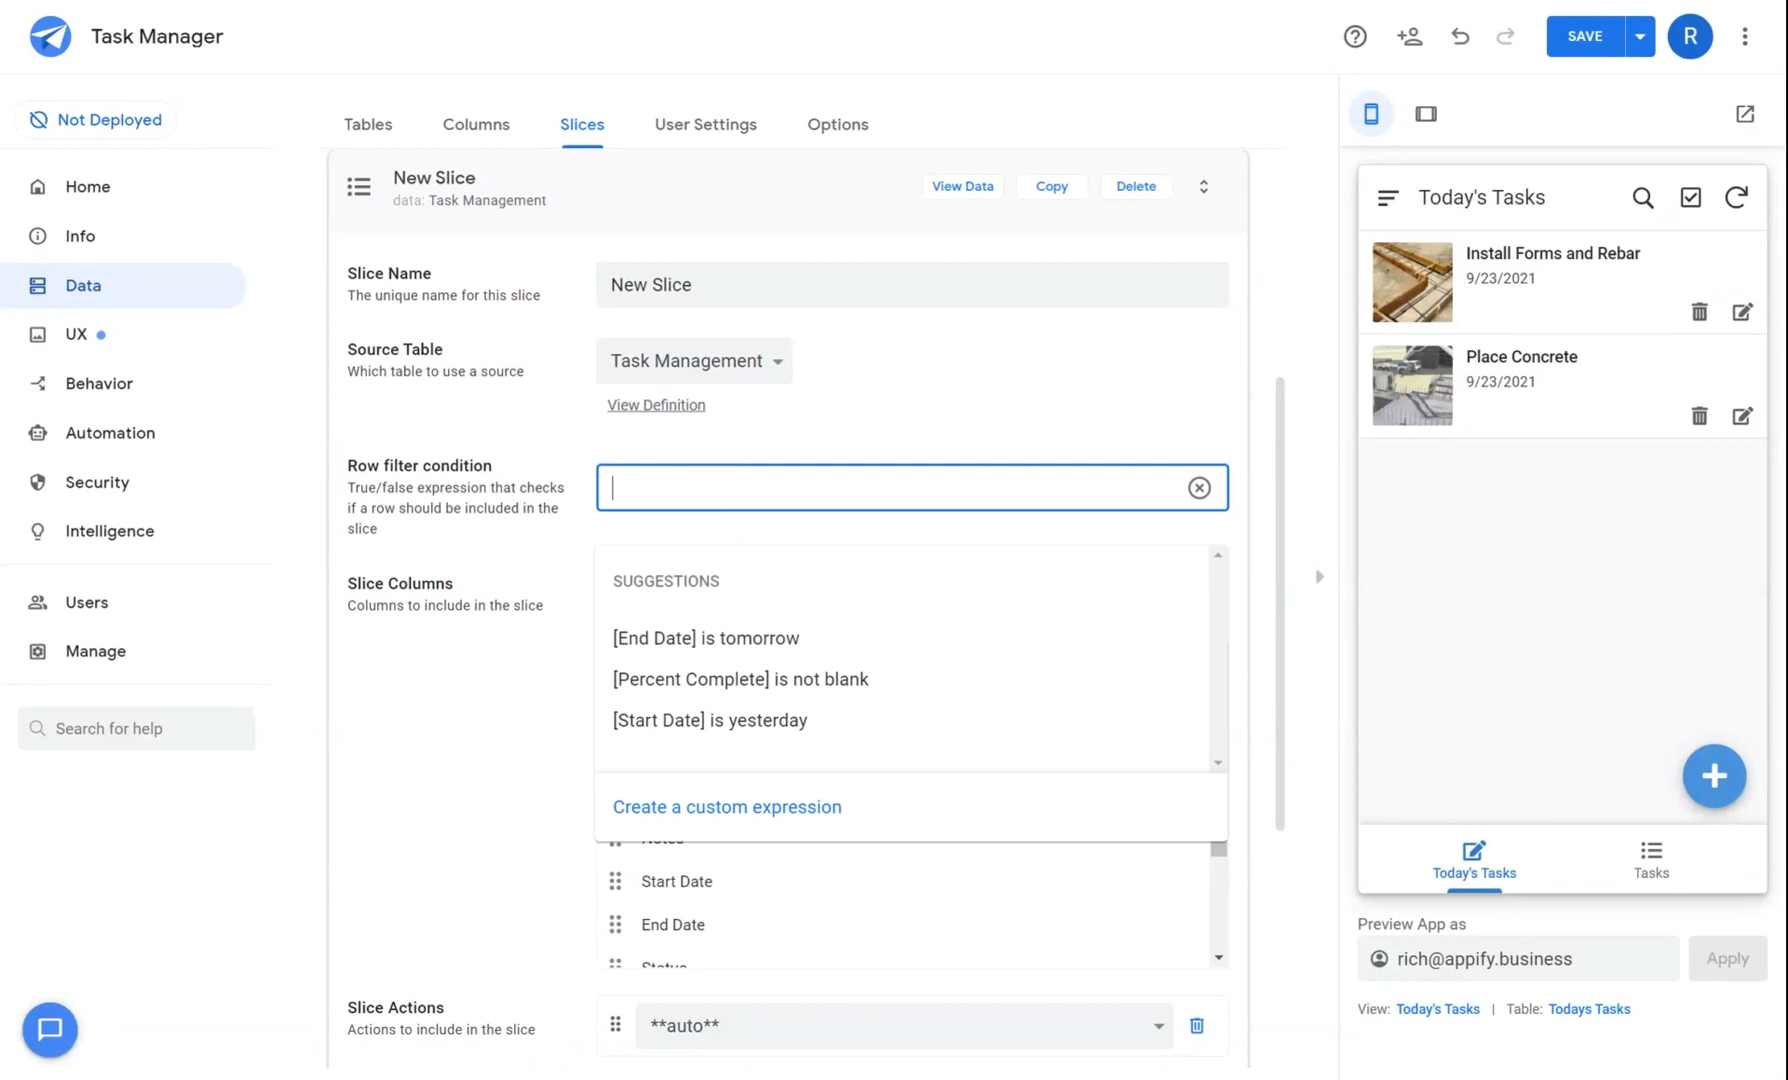 Task Manager
SAVE
R
Not Deployed
Home
Info
Data
UX
Behavior
Automation
Security
Intelligence
Users
Manage
Search for help
Tables
Columns
Slices
User Settings
Options
New Slice
data: Task Management
View Data
Copy
Delete
Slice Name
The unique name for this slice
New Slice
Source Table
Which table to use a source
Task Management
View Definition
Row filter condition
True/false expression that checks
if a row should be included in the
slice
Slice Columns
Columns to include in the slice
SUGGESTIONS
[End Date] is tomorrow
[Percent Complete] is not blank
[Start Date] is yesterday
Create a custom expression
Notes
Start Date
End Date
Status
Slice Actions
Actions to include in the slice
**auto**
Today's Tasks
Install Forms and Rebar
9/23/2021
Place Concrete
9/23/2021
Today's Tasks
Tasks
Preview App as
rich@appify.business
Apply
View: Today's Tasks | Table: Todays Tasks